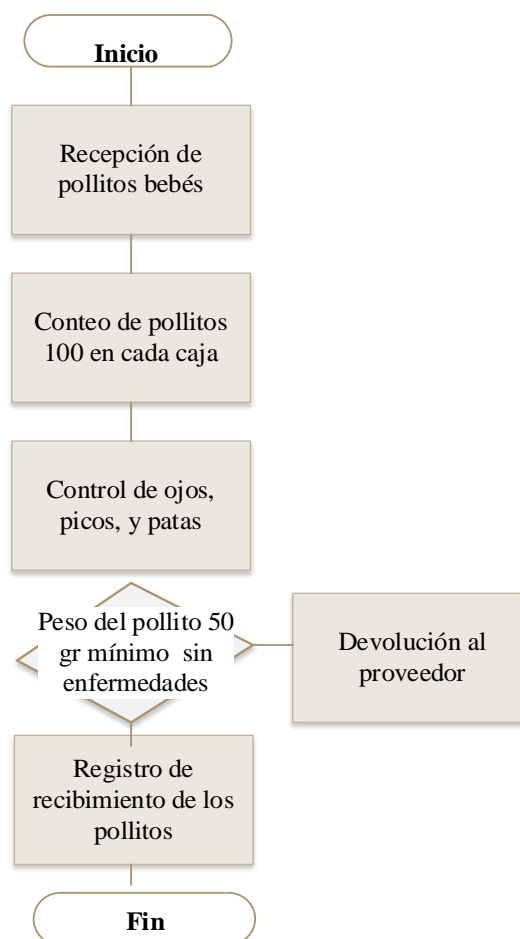 Inicio
Recepción de
pollitos bebés
Conteo de pollitos
100 en cada caja
Control de ojos,
picos, y patas
Peso del pollito 50
gr mínimo sin
enfermedades
Devolución al
proveedor
Registro de
recibimiento de los
pollitos
Fin